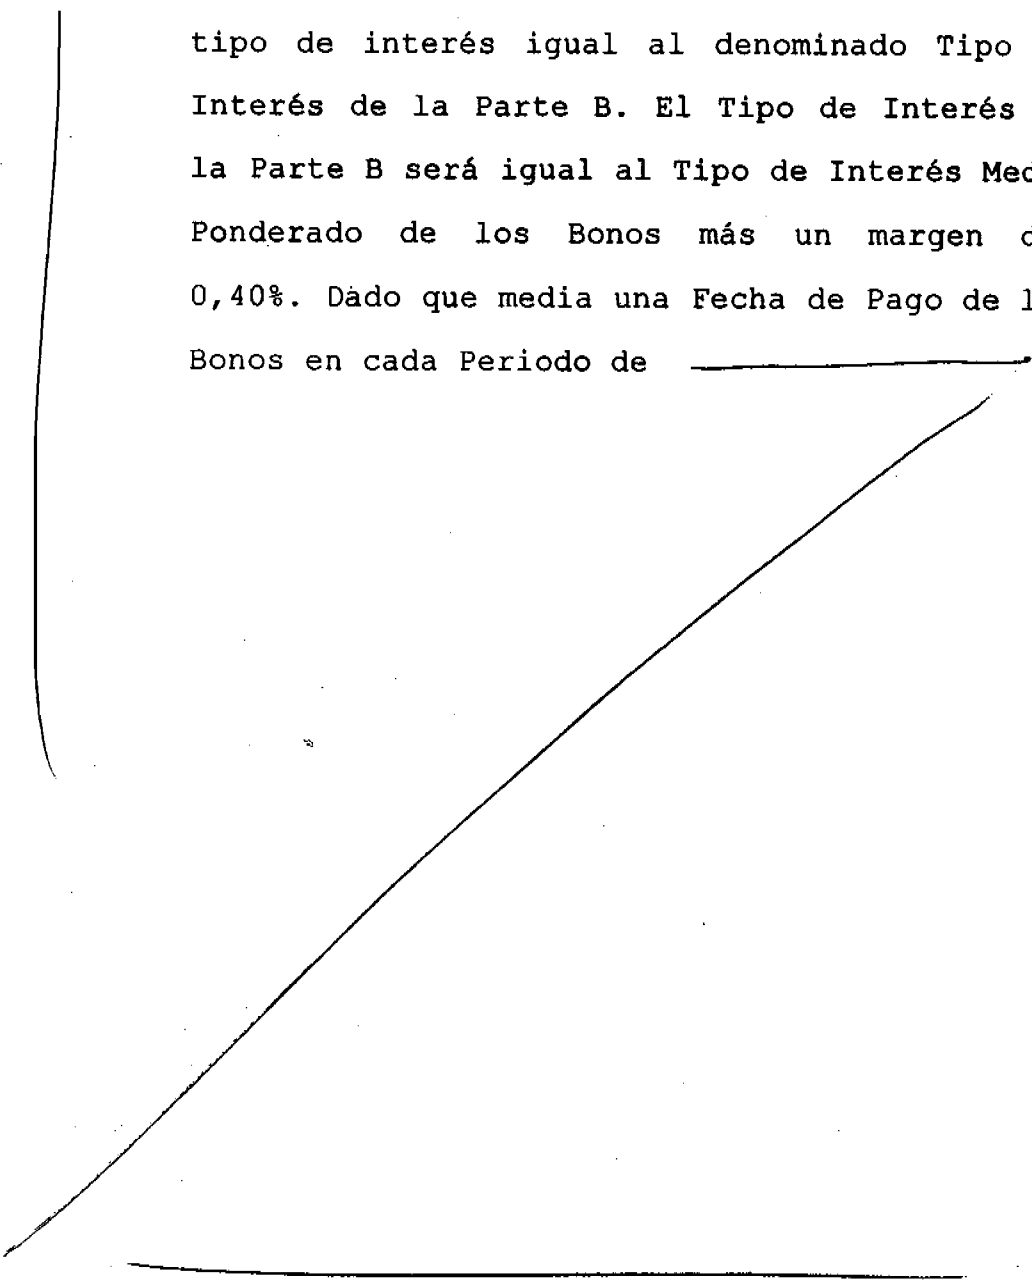 tipo de interés igual al denominado Tipo
Interés de la Parte B. El Tipo de Interés
la Parte B será igual al Tipo de Interés
Ponderado de los Bonos más un margen
0,40%. Dado que media una Fecha de Pago de
Bonos en cada Periodo de